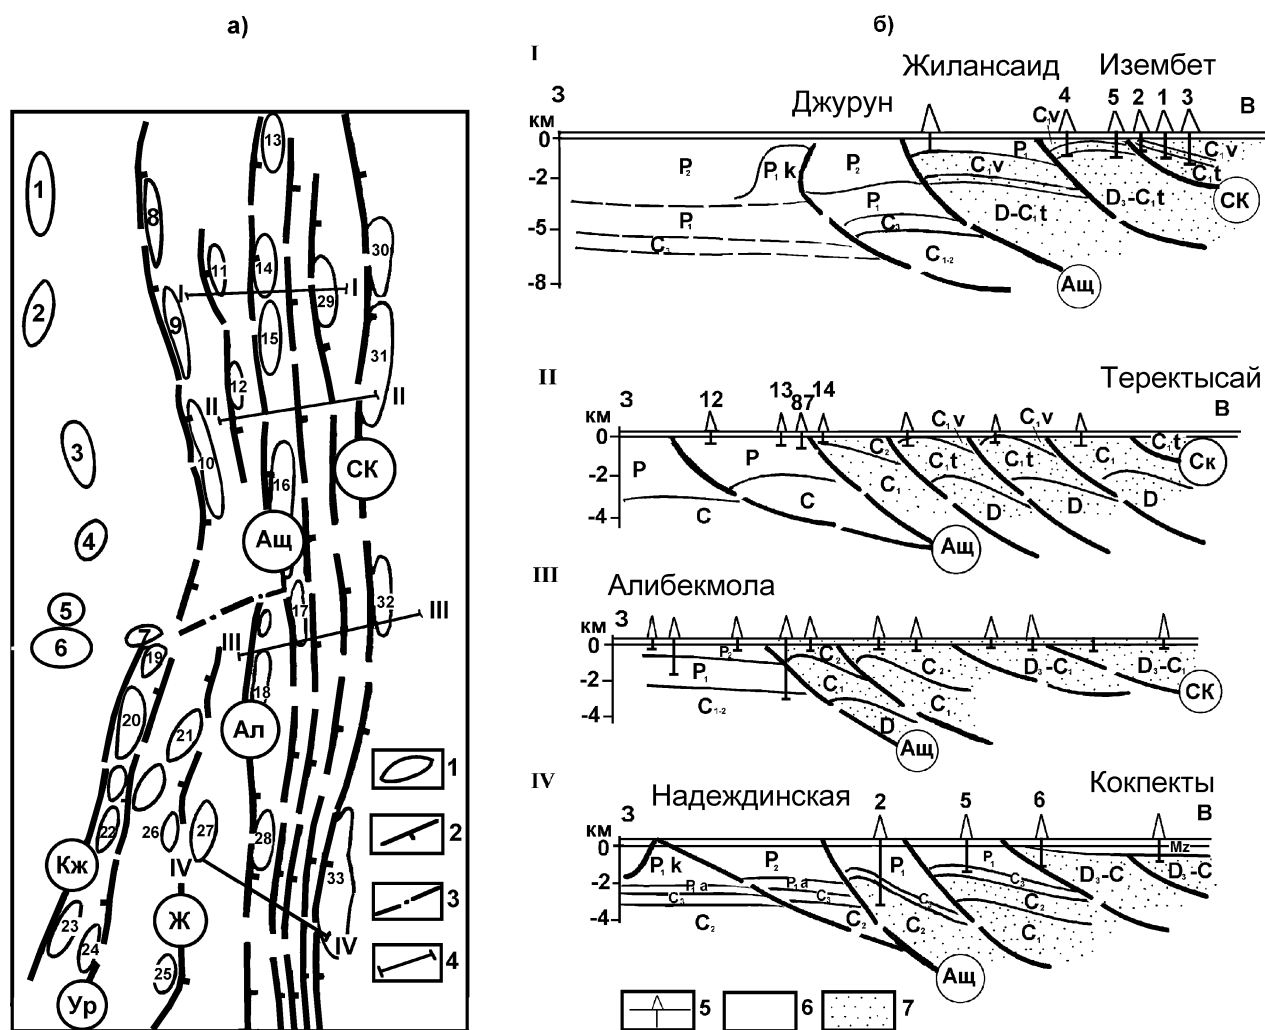 а)
13
1
8
30
11
14
I
I
29
2
9
15
31
12
II
II
3
10
СК
16
4
Ащ
5
17
32
III
6
7
19
III
18
20
Ал
21
1
22
26
27
28
2
Кж
IV
33
3
23
Ж
24
IV
4
25
Ур
б)
I
Жилансаид
Изембет
З
Джурун
4
5
2
1
3
В
км
C₁v
0
P₂
P₁k
P₂
P₁
C₁v
C₁v
-2
C₁t
P₁
D-C₁t
D₃-C₁t
СК
-5
P₁
C₃
C₃
C₁₋₂
-8
Ащ
II
Теректысай
З
12
13
87
14
В
км
C₁v
C₁v
0
C₂
C₁t
C₁t
C₁
C₁t
P
P
Ск
-2
C₁
C
C
D
D
D
-4
Ащ
III
Алибекмола
З
В
км
0
P₂
C₂
C₂
D₃-C₁
D₃-C₁
P₁
-2
C₁
C₁₋₂
C₁
СК
-4
D
Ащ
IV
Надеждинская
Кокпекты
З
2
5
6
В
км
0
Mz
P₁k
P₂
P₁
P₁
D₃-C
D₃-C
-2
P₁a
P₁a
C₃
C₃
C₃
C₂
C₂
-4
C₂
C₂
C₂
C₁
Ащ
5
6
7